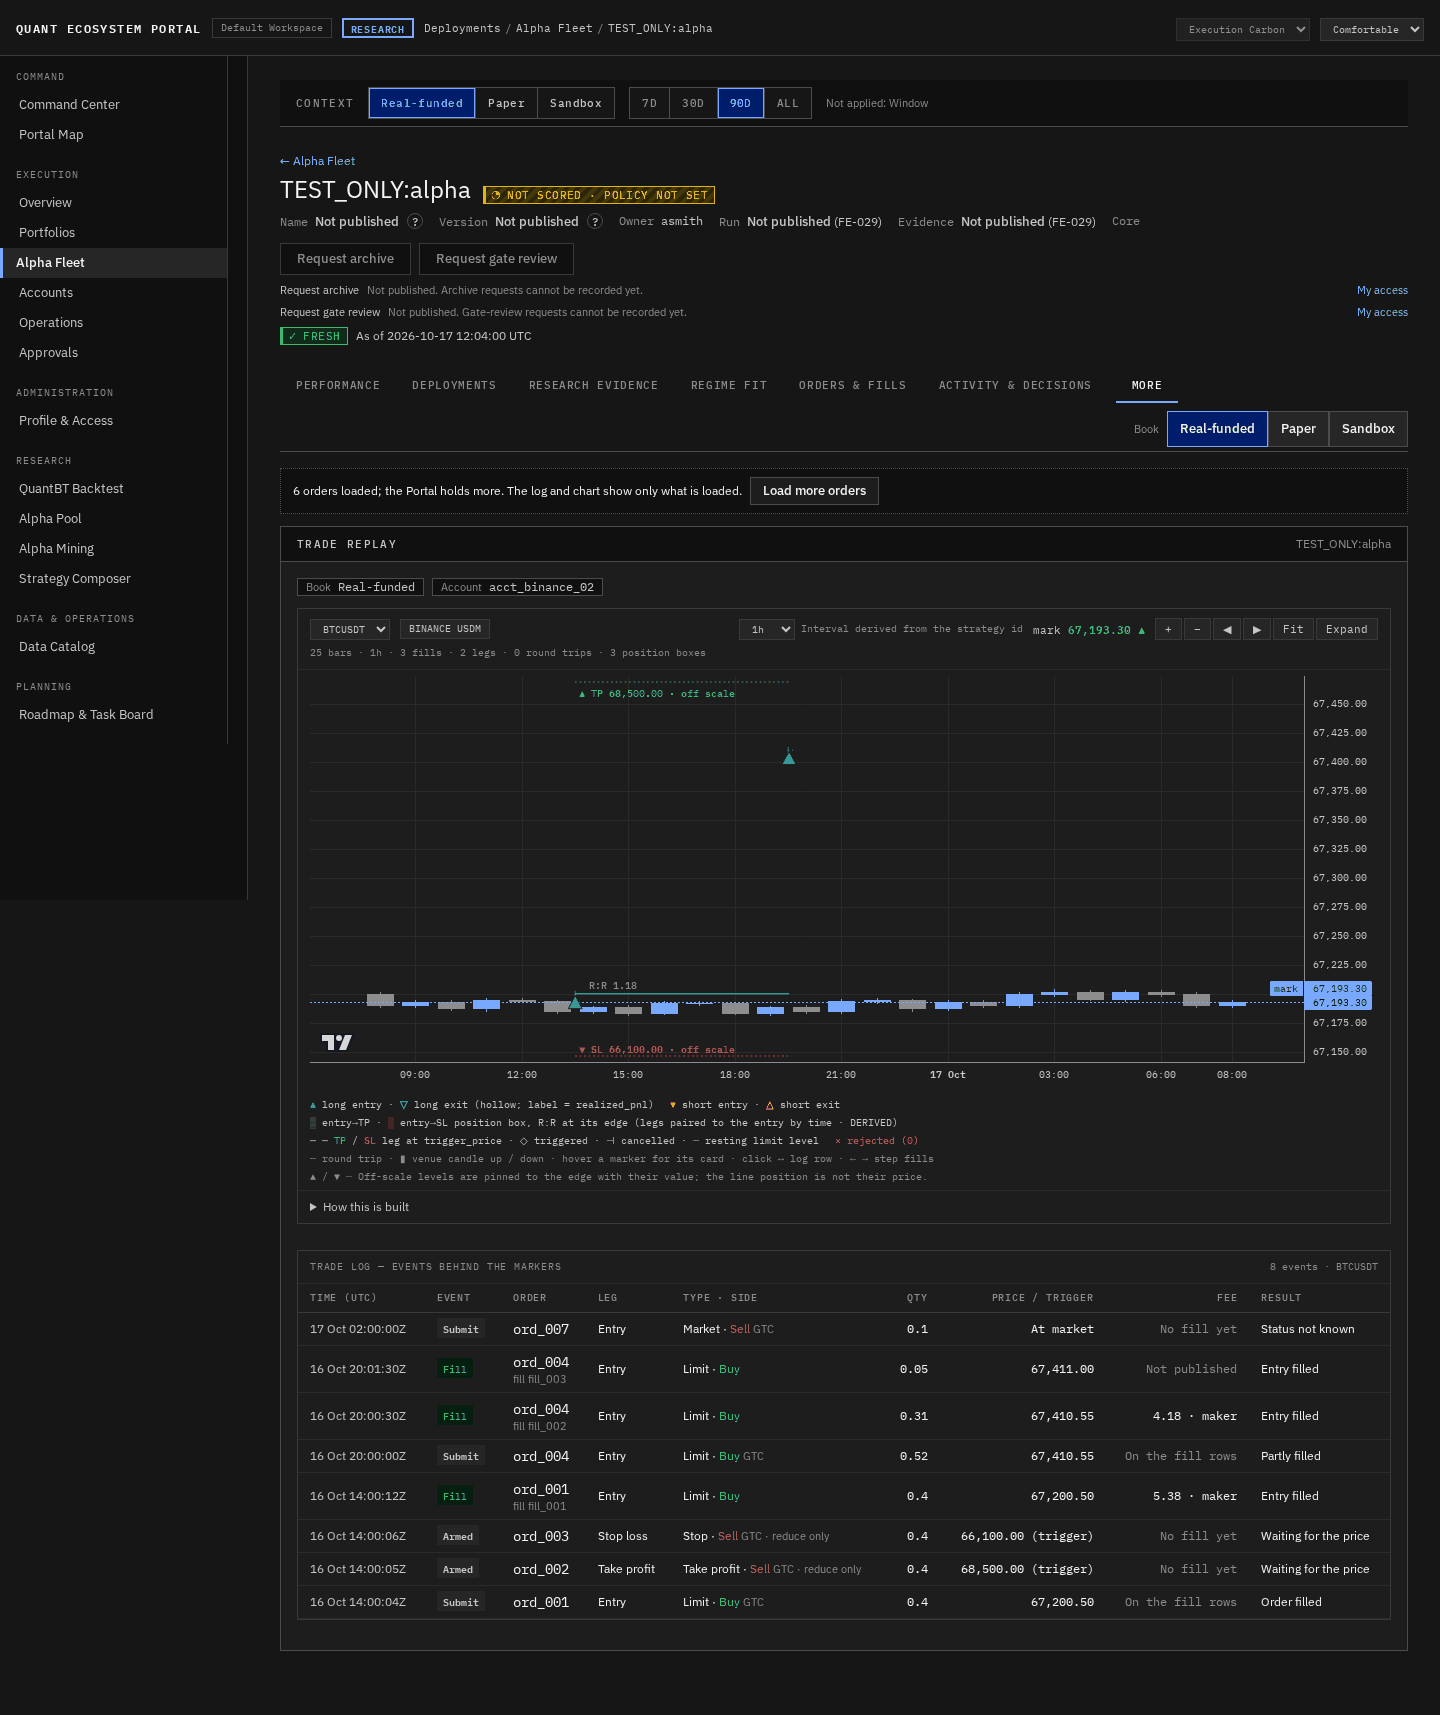 QUANT ECOSYSTEM PORTAL Default Workspace RESEARCH Deployments / Alpha Fleet / TEST_ONLY:alpha Execution Carbon Comfortable
COMMAND
Command Center
Portal Map
EXECUTION
Overview
Portfolios
Alpha Fleet
Accounts
Operations
Approvals
ADMINISTRATION
Profile & Access
RESEARCH
QuantBT Backtest
Alpha Pool
Alpha Mining
Strategy Composer
DATA & OPERATIONS
Data Catalog
PLANNING
Roadmap & Task Board
CONTEXT Real-funded Paper Sandbox 7D 30D 90D ALL Not applied: Window
← Alpha Fleet
TEST_ONLY:alpha ◔ NOT SCORED · POLICY NOT SET
Name Not published ? Version Not published ? Owner asmith Run Not published (FE-029) Evidence Not published (FE-029) Core
Request archive Request gate review
Request archive Not published. Archive requests cannot be recorded yet. My access
Request gate review Not published. Gate-review requests cannot be recorded yet. My access
✓ FRESH As of 2026-10-17 12:04:00 UTC
PERFORMANCE DEPLOYMENTS RESEARCH EVIDENCE REGIME FIT ORDERS & FILLS ACTIVITY & DECISIONS MORE
Book Real-funded Paper Sandbox
6 orders loaded; the Portal holds more. The log and chart show only what is loaded. Load more orders
TRADE REPLAY TEST_ONLY:alpha
Book Real-funded Account acct_binance_02
BTCUSDT BINANCE USDM 1h Interval derived from the strategy id mark 67,193.30 ▲ + − ◀ ▶ Fit Expand
25 bars · 1h · 3 fills · 2 legs · 0 round trips · 3 position boxes
▲ TP 68,500.00 · off scale
67,450.00
67,425.00
67,400.00
67,375.00
67,350.00
67,325.00
67,300.00
67,275.00
67,250.00
67,225.00
R:R 1.18
mark 67,193.30
67,193.30
67,175.00
▼ SL 66,100.00 · off scale
67,150.00
09:00 12:00 15:00 18:00 21:00 17 Oct 03:00 06:00 08:00
▲ long entry · ▽ long exit (hollow; label = realized_pnl) ▼ short entry · △ short exit
▒ entry→TP · ▒ entry→SL position box, R:R at its edge (legs paired to the entry by time · DERIVED)
─ ─ TP / SL leg at trigger_price · ◇ triggered · ⊣ cancelled · ┄ resting limit level × rejected (0)
─ round trip · ▮ venue candle up / down · hover a marker for its card · click ↔ log row · ← → step fills
▲ / ▼ ┄ Off-scale levels are pinned to the edge with their value; the line position is not their price.
▶ How this is built
TRADE LOG — EVENTS BEHIND THE MARKERS 8 events · BTCUSDT
TIME (UTC) EVENT ORDER LEG TYPE · SIDE QTY PRICE / TRIGGER FEE RESULT
17 Oct 02:00:00Z Submit ord_007 Entry Market · Sell GTC 0.1 At market No fill yet Status not known
16 Oct 20:01:30Z Fill ord_004 Entry Limit · Buy 0.05 67,411.00 Not published Entry filled
fill fill_003
16 Oct 20:00:30Z Fill ord_004 Entry Limit · Buy 0.31 67,410.55 4.18 · maker Entry filled
fill fill_002
16 Oct 20:00:00Z Submit ord_004 Entry Limit · Buy GTC 0.52 67,410.55 On the fill rows Partly filled
16 Oct 14:00:12Z Fill ord_001 Entry Limit · Buy 0.4 67,200.50 5.38 · maker Entry filled
fill fill_001
16 Oct 14:00:06Z Armed ord_003 Stop loss Stop · Sell GTC · reduce only 0.4 66,100.00 (trigger) No fill yet Waiting for the price
16 Oct 14:00:05Z Armed ord_002 Take profit Take profit · Sell GTC · reduce only 0.4 68,500.00 (trigger) No fill yet Waiting for the price
16 Oct 14:00:04Z Submit ord_001 Entry Limit · Buy GTC 0.4 67,200.50 On the fill rows Order filled